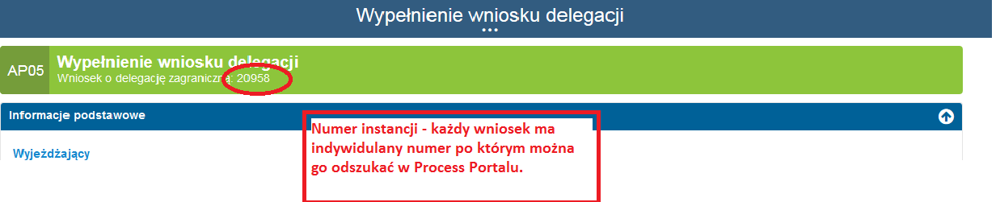 Wypełnienie wniosku delegacji
...
AP05
Wypełnienie wniosku delegacji
Wniosek o delegację zagraniczną: 20958
Informacje podstawowe
Numer instancji - każdy wniosek ma
indywidulany numer po którym można
go odszukać w Process Portalu.
Wyjeżdżający